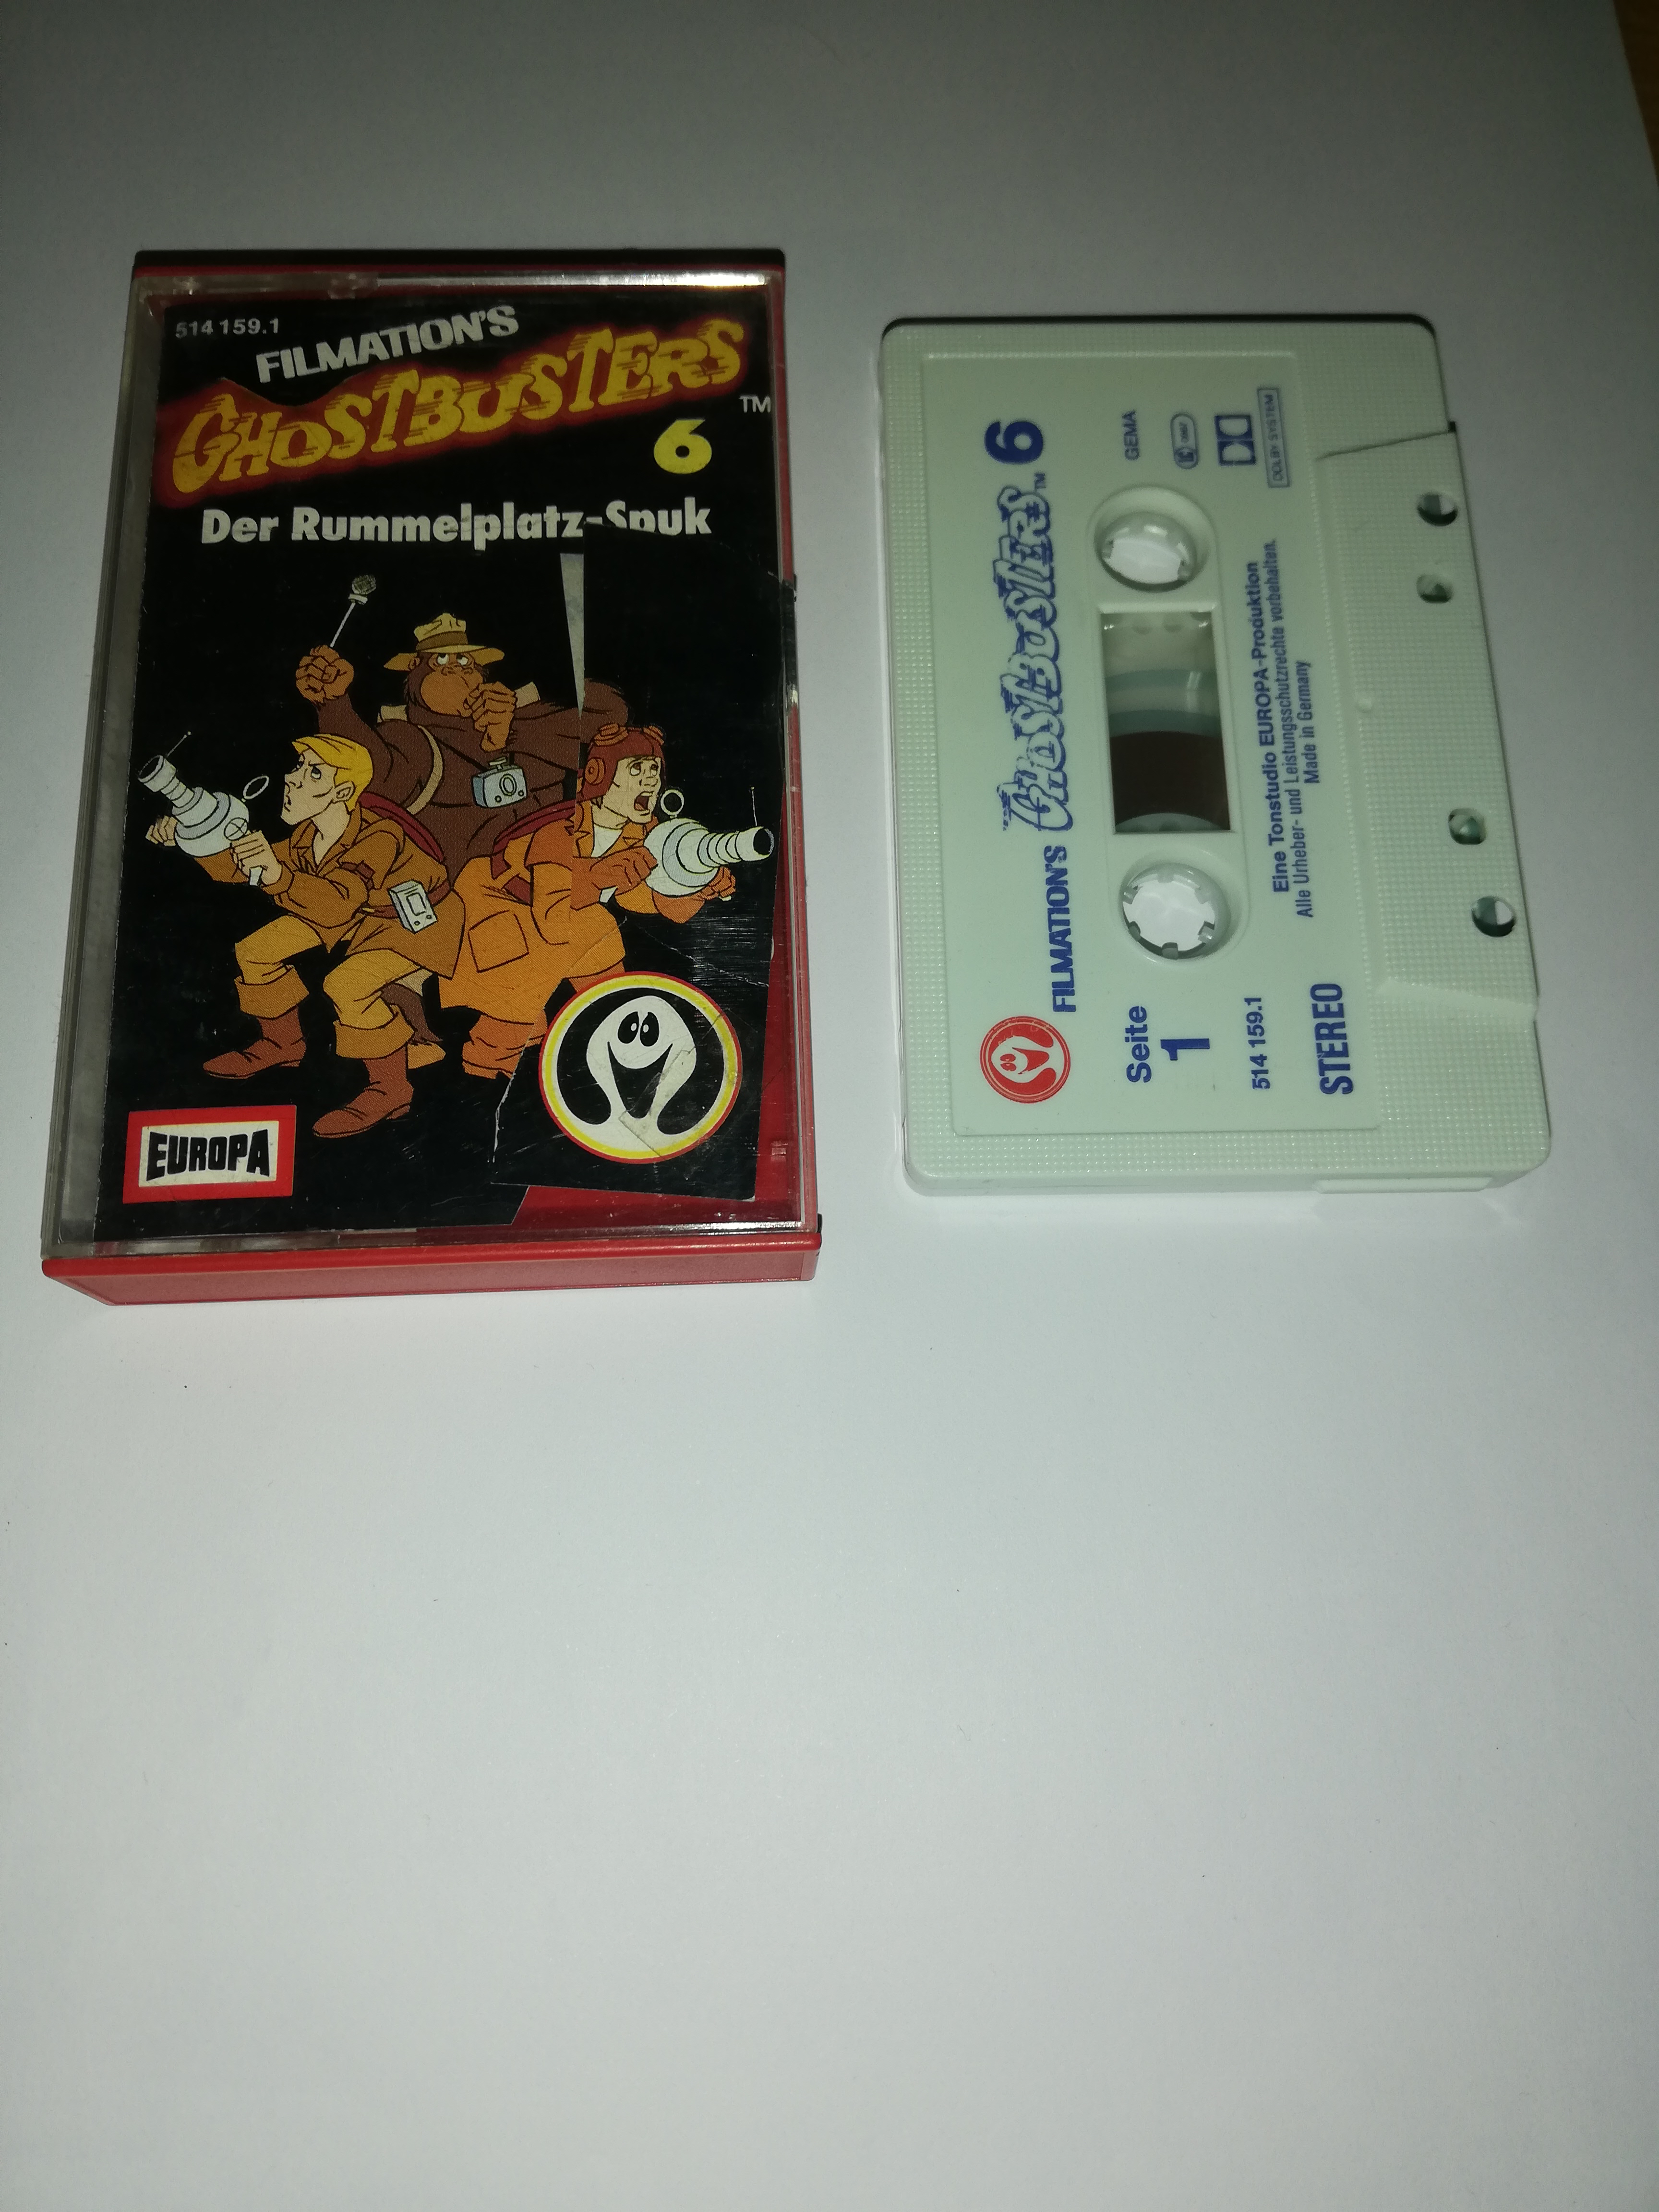 514 159.1
FILMATION'S
GHOSTBUSTERS
TM
6
Der Rummelplatz-Spuk
EUROPA
FILMATION'S GHOSTBUSTERS TM 6
Seite
1
GEMA
514 159.1
STEREO
DOLBY SYSTEM
Eine Tonstudio EUROPA-Produktion
Alle Urheber- und Leistungsschutzrechte vorbehalten.
Made in Germany